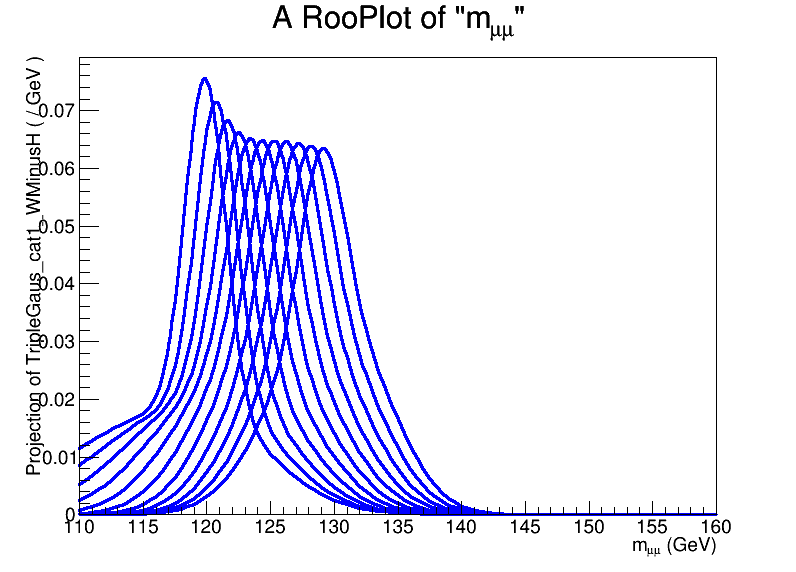 A RooPlot of "mμμ"
Projection of TripleGaus_cat1_WMinusH ( / GeV )
0.07
0.06
0.05
0.04
0.03
0.02
0.01
0
110 115 120 125 130 135 140 145 150 155 160
mμμ (GeV)